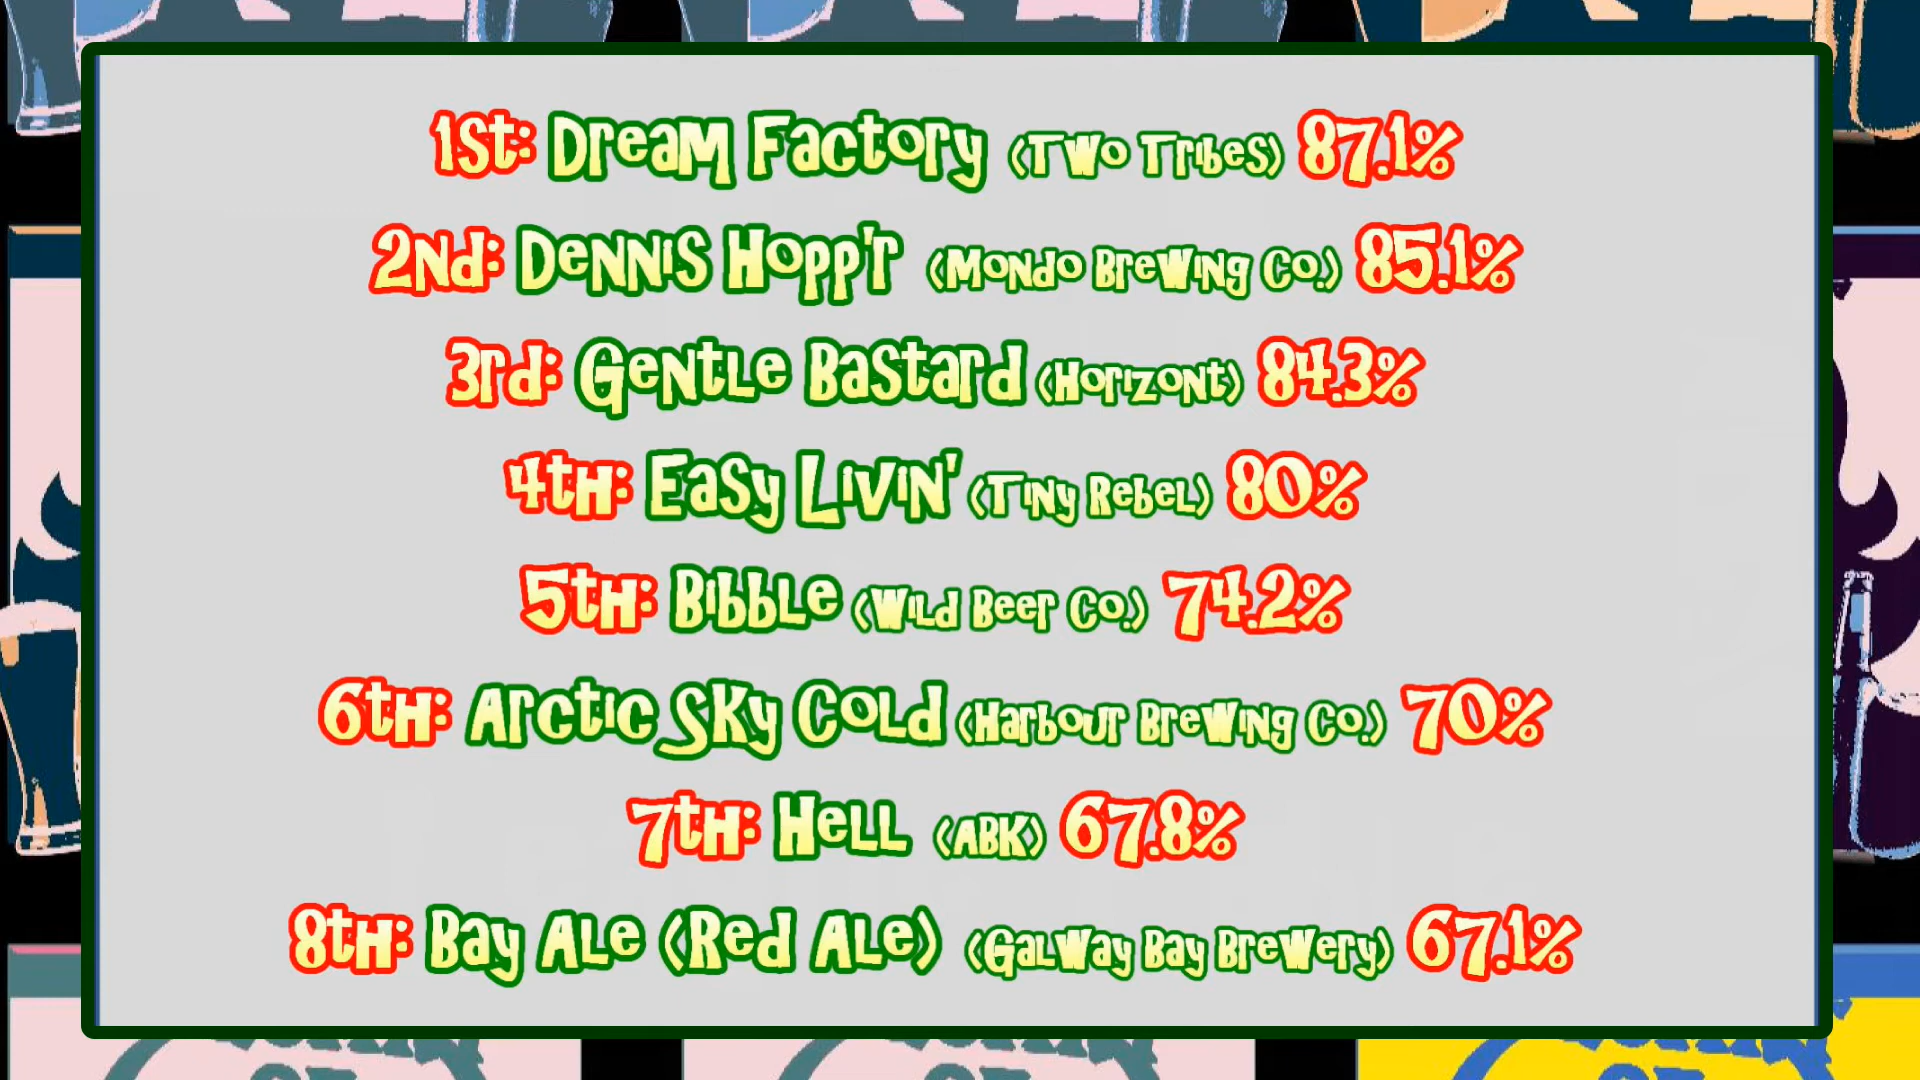 1st: Dream Factory (Two Tribes) 87.1%
2nd: Dennis Hopp'r (Mondo Brewing Co.) 85.1%
3rd: Gentle Bastard (Horizont) 84.3%
4th: Easy Livin' (Tiny Rebel) 80%
5th: Bibble (Wild Beer Co.) 74.2%
6th: Arctic Sky Cold (Harbour Brewing Co.) 70%
7th: Hell (ABK) 67.8%
8th: Bay Ale (Red Ale) (Galway Bay Brewery) 67.1%